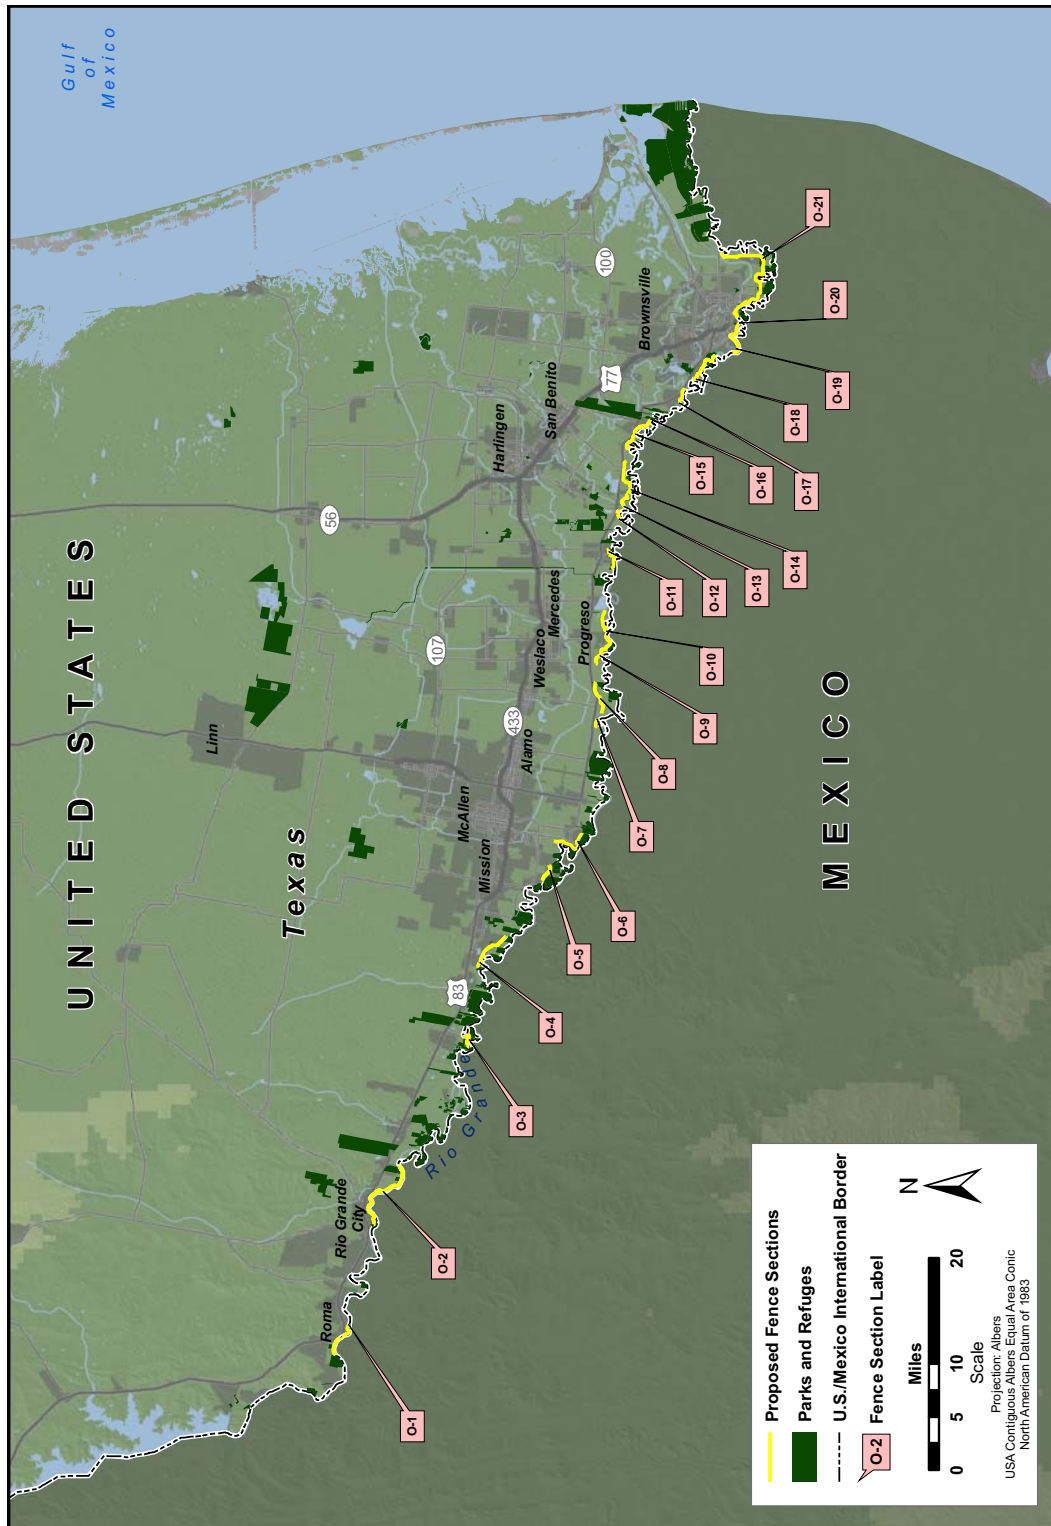 Gulf
of
Mexico
UNITED STATES
Texas
Linn
56
107
100
Harlingen
San Benito
77
Brownsville
Weslaco
Mercedes
Progreso
433
Alamo
McAllen
Mission
83
Rio Grande
Rio Grande
City
Roma
MEXICO
O-1
O-2
O-3
O-4
O-5
O-6
O-7
O-8
O-9
O-10
O-11
O-12
O-13
O-14
O-15
O-16
O-17
O-18
O-19
O-20
O-21
Proposed Fence Sections
Parks and Refuges
U.S./Mexico International Border
O-2 Fence Section Label
N
Miles
0 5 10 20
Scale
Projection: Albers
USA Contiguous Albers Equal Area Conic
North American Datum of 1983